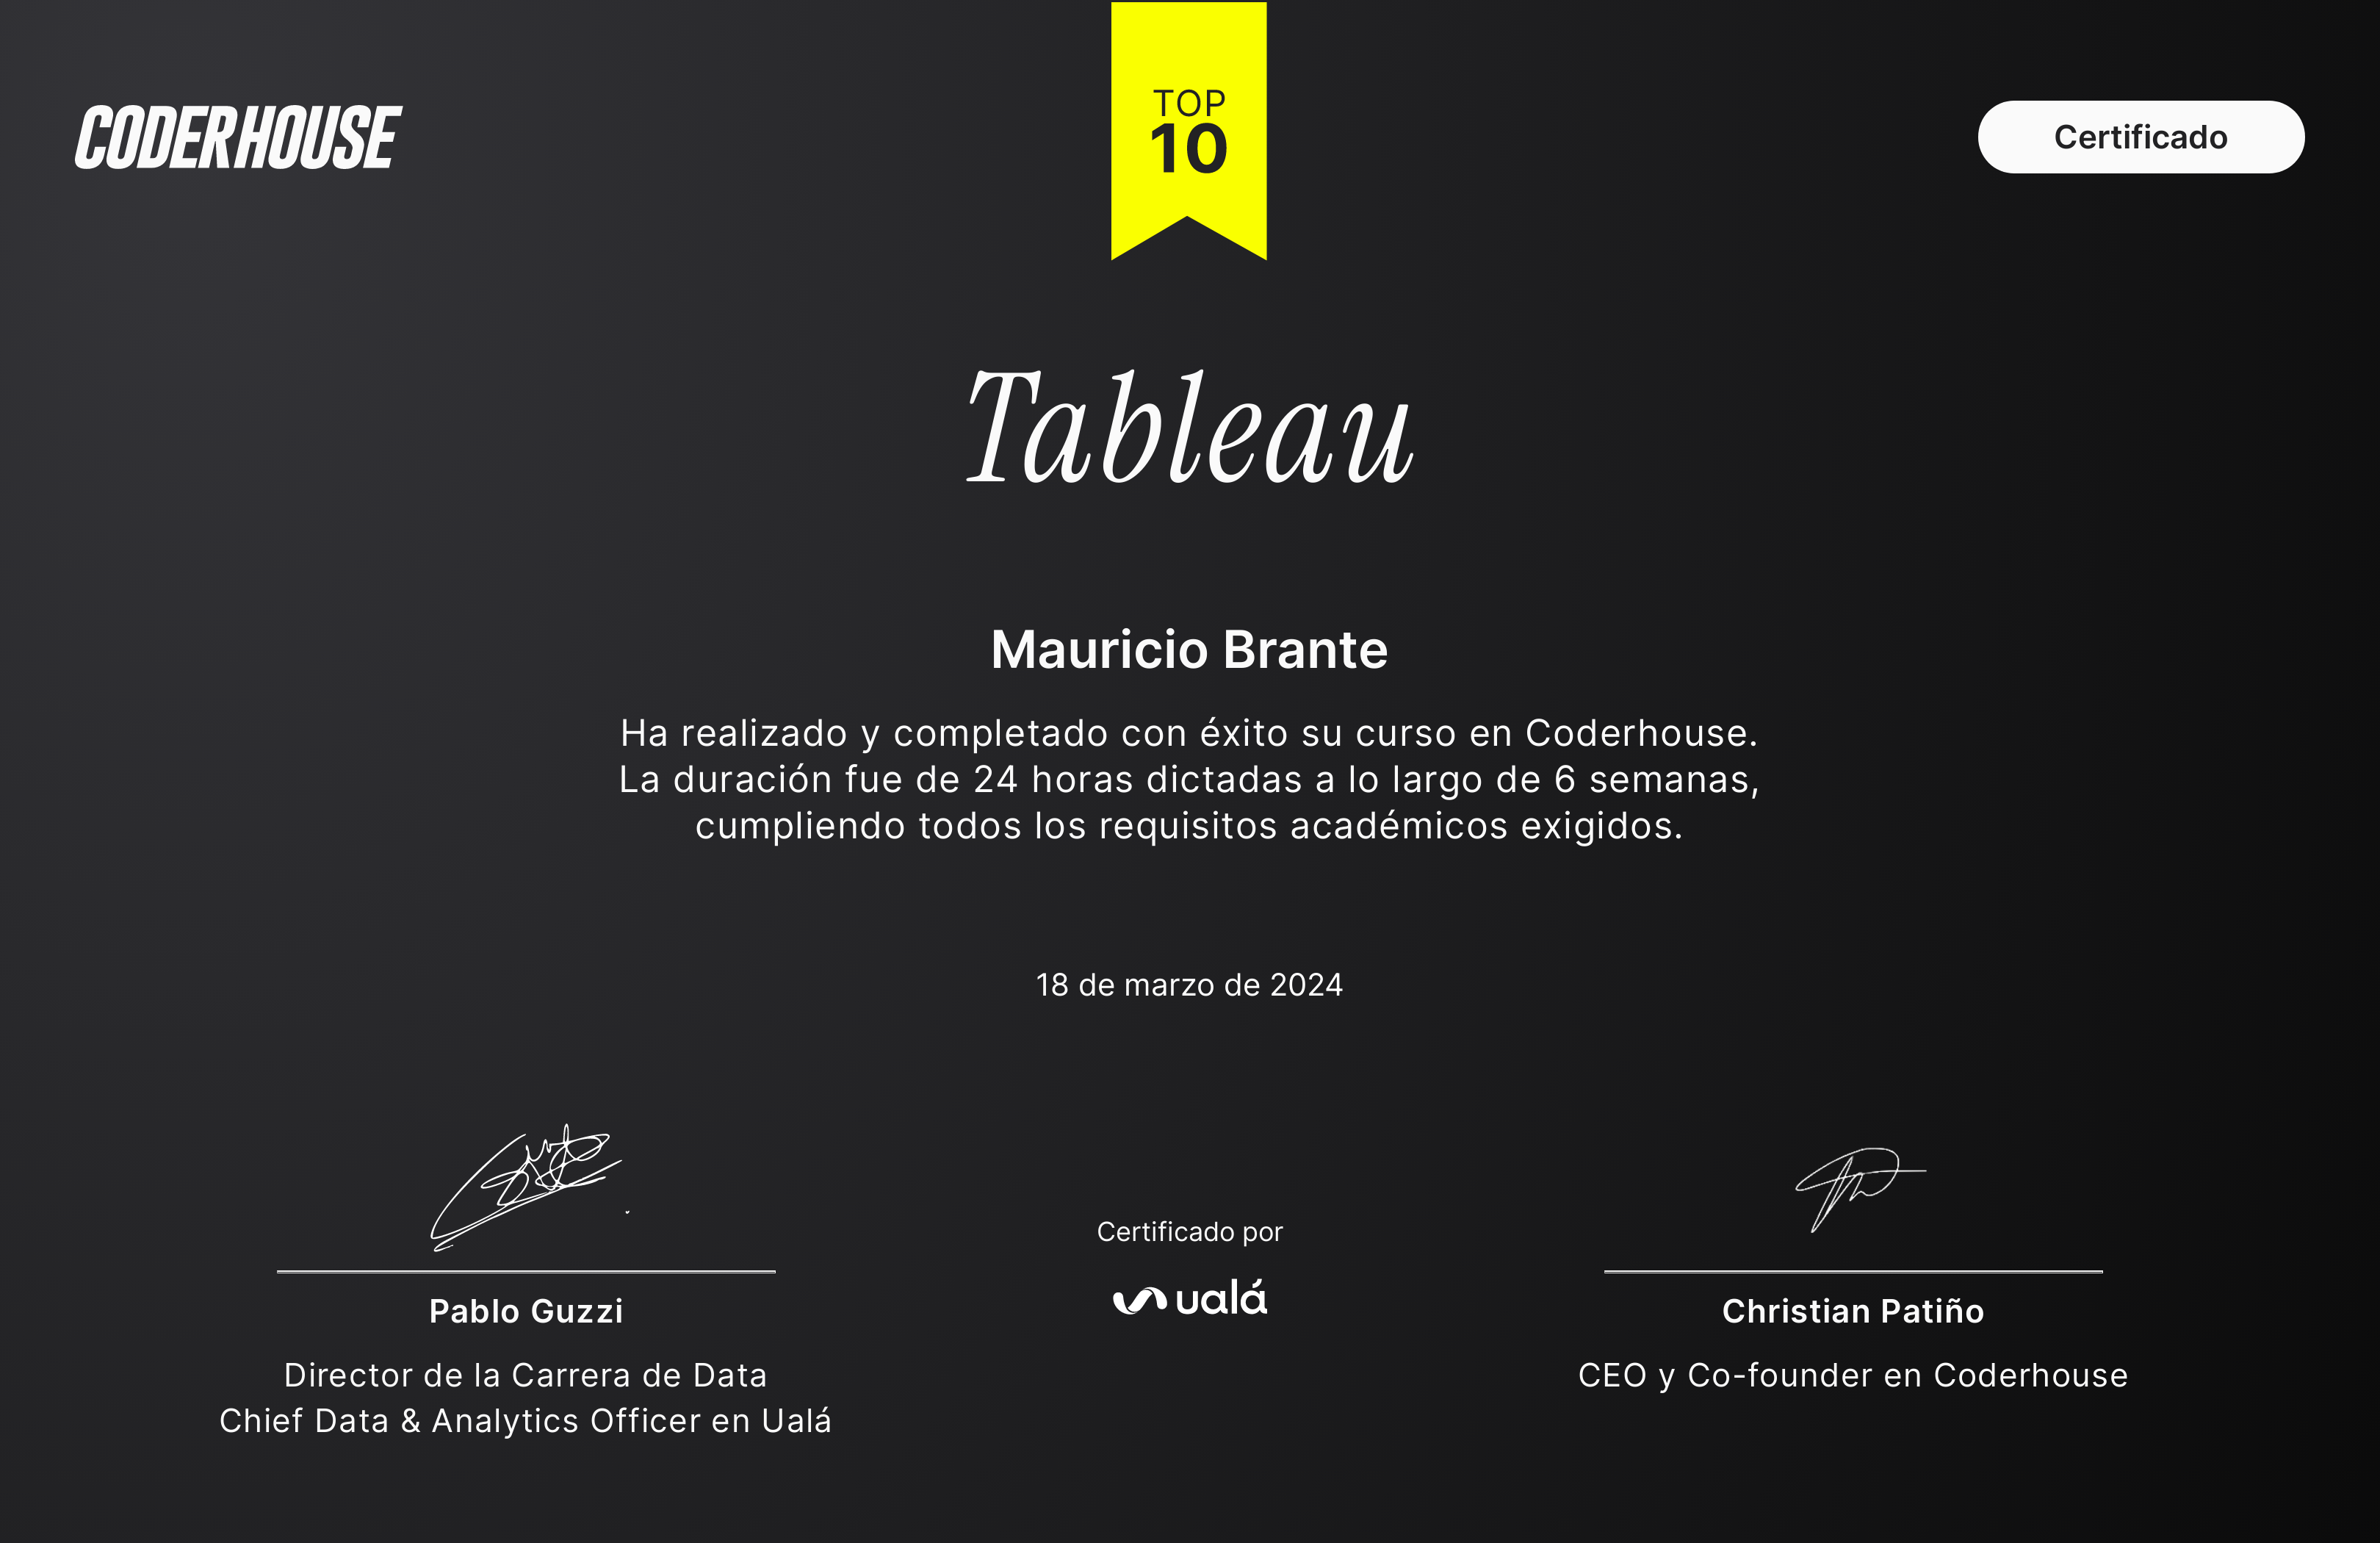 CODERHOUSE
TOP
10
Certificado
Tableau
Mauricio Brante
Ha realizado y completado con éxito su curso en Coderhouse.
La duración fue de 24 horas dictadas a lo largo de 6 semanas,
cumpliendo todos los requisitos académicos exigidos.
18 de marzo de 2024
Certificado por
ualá
Pablo Guzzi
Director de la Carrera de Data
Chief Data & Analytics Officer en Ualá
Christian Patiño
CEO y Co-founder en Coderhouse